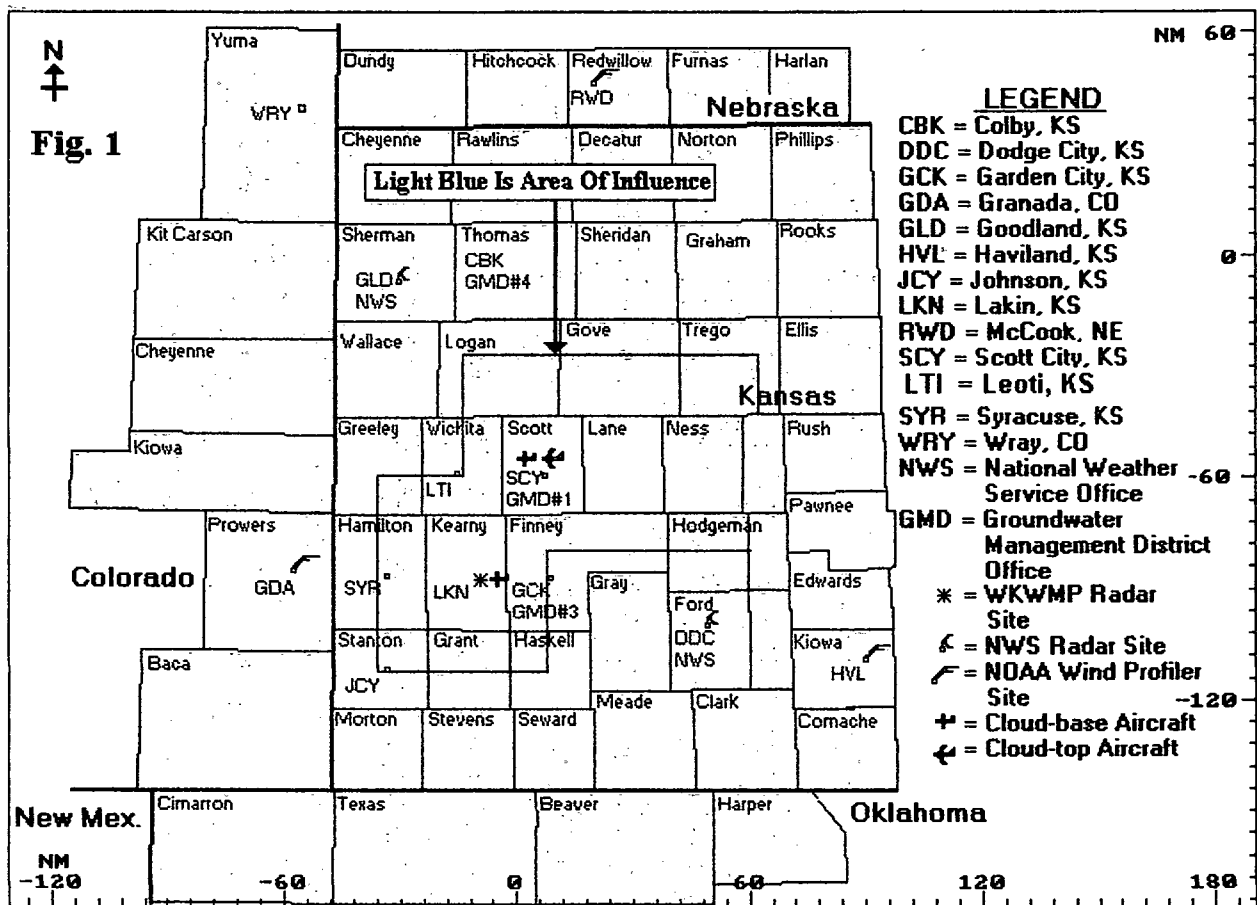 NM 60
N
Fig. 1
Yuma
WRY
Dundy
Hitchcock
Redwillow
RWD
Furnas
Harlan
Nebraska
Cheyenne
Rawlins
Decatur
Norton
Phillips
Light Blue Is Area Of Influence
Kit Carson
Sherman
GLD
NWS
Thomas
CBK
GMD#4
Sheridan
Graham
Rooks
0
Cheyenne
Wallace
Logan
Gove
Trego
Ellis
Kansas
Kiowa
Greeley
Wichita
LTI
Scott
SCY
GMD#1
Lane
Ness
Rush
-60
Pawnee
Prowers
GDA
Colorado
Hamilton
SYR
Kearny
LKN
Finney
GCK
GMD#3
Hodgeman
Gray
Ford
DDC
NWS
Edwards
Kiowa
HVL
Baca
Stanton
JCY
Grant
Haskell
Meade
Clark
-120
Morton
Stevens
Seward
Comache
New Mex.
Cimarron
Texas
Beaver
Harper
Oklahoma
NM
-120
-60
0
60
120
180
LEGEND
CBK = Colby, KS
DDC = Dodge City, KS
GCK = Garden City, KS
GDA = Granada, CO
GLD = Goodland, KS
HVL = Haviland, KS
JCY = Johnson, KS
LKN = Lakin, KS
RWD = McCook, NE
SCY = Scott City, KS
LTI = Leoti, KS
SYR = Syracuse, KS
WRY = Wray, CO
NWS = National Weather
Service Office
GMD = Groundwater
Management District
Office
* = WKWMP Radar
Site
= NWS Radar Site
= NOAA Wind Profiler
Site
= Cloud-base Aircraft
= Cloud-top Aircraft